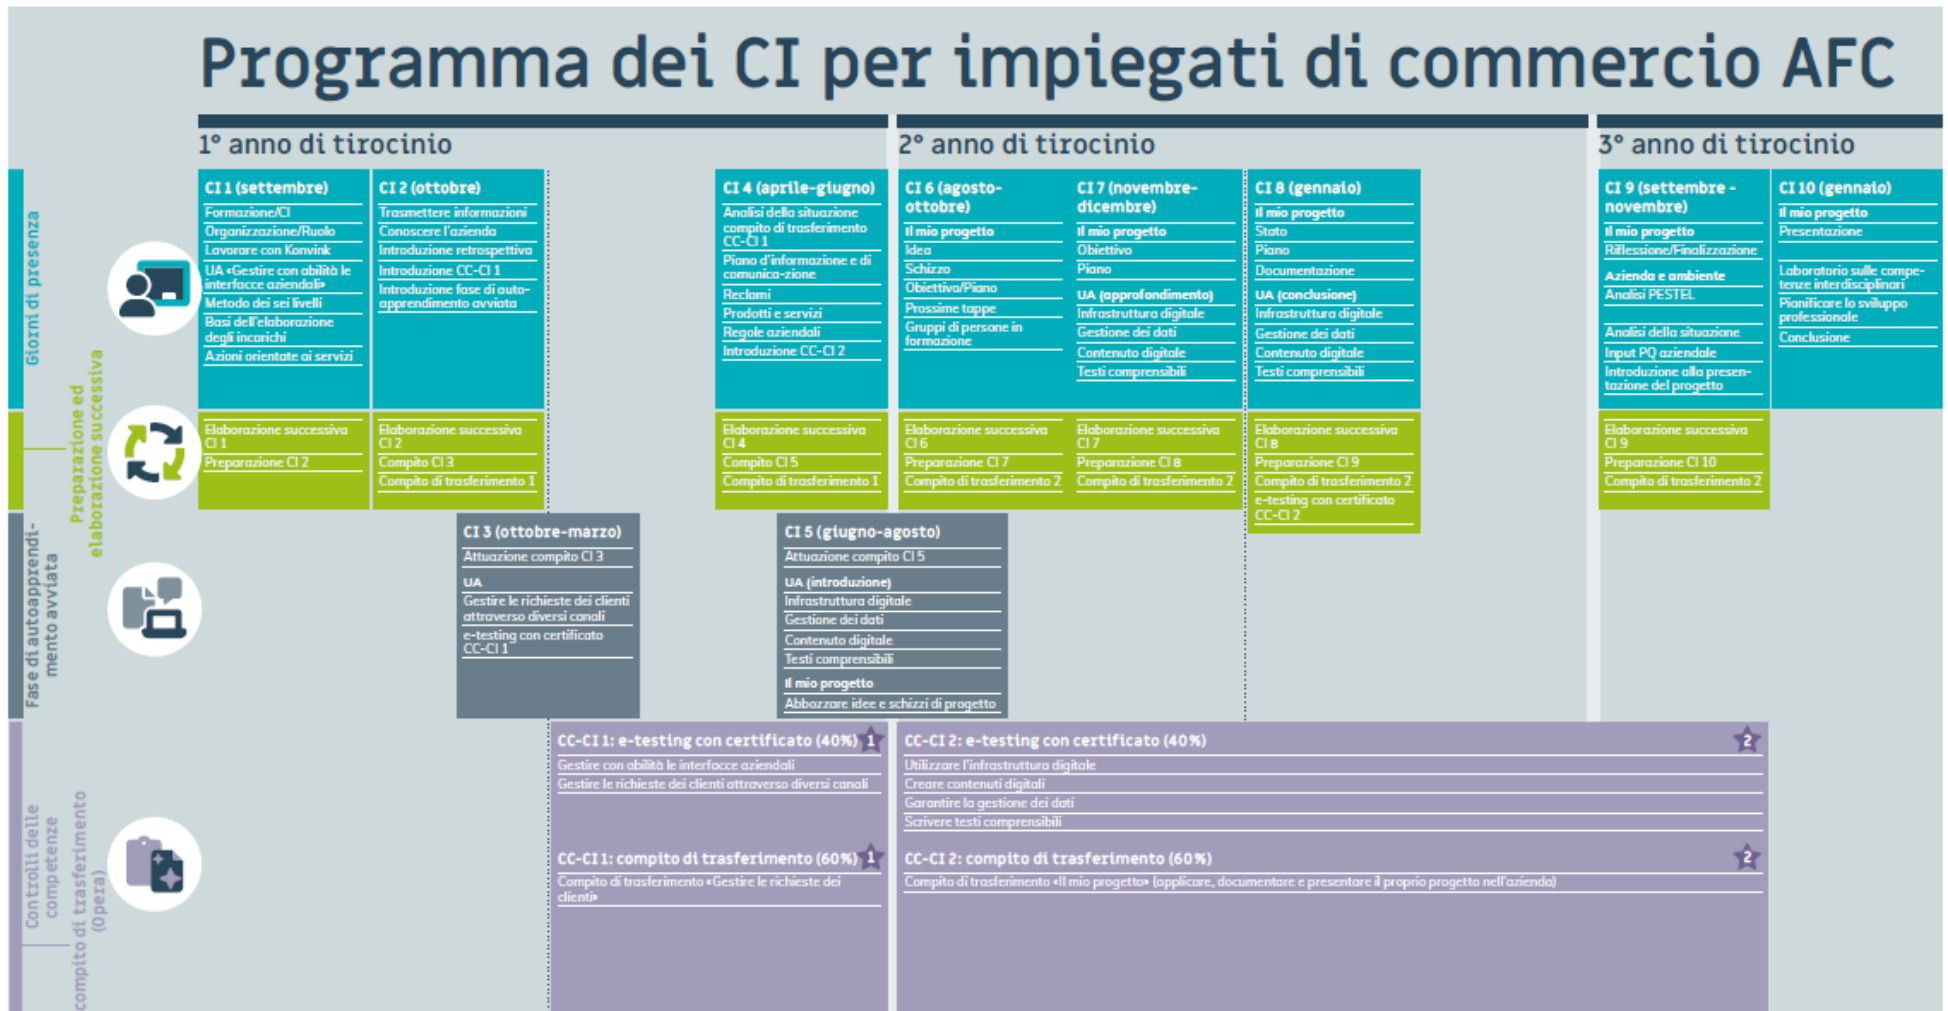 Programma dei CI per impiegati di commercio AFC
1° anno di tirocinio
2° anno di tirocinio
3° anno di tirocinio
Giorni di presenza
CI 1 (settembre)
Formazione/CI
Organizzazione/Ruolo
Lavorare con Konvink
UA «Gestire con abilità le
interfacce aziendali»
Metodo dei sei livelli
Basi dell'elaborazione
degli incarichi
Azioni orientate ai servizi
CI 2 (ottobre)
Trasmettere informazioni
Conoscere l'azienda
Introduzione retrospettiva
Introduzione CC-CI 1
Introduzione fase di auto-
apprendimento avviata
CI 4 (aprile-giugno)
Analisi della situazione
compito di trasferimento
CC-CI 1
Piano d'informazione e di
comunica-zione
Reclami
Prodotti e servizi
Regole aziendali
Introduzione CC-CI 2
CI 6 (agosto-
ottobre)
Il mio progetto
Idea
Schizzo
Obiettivo/Piano
Prossime tappe
Gruppi di persone in
formazione
CI 7 (novembre-
dicembre)
Il mio progetto
Obiettivo
Piano
UA (approfondimento)
Infrastruttura digitale
Gestione dei dati
Contenuto digitale
Testi comprensibili
CI 8 (gennaio)
Il mio progetto
Stato
Piano
Documentazione
UA (conclusione)
Infrastruttura digitale
Gestione dei dati
Contenuto digitale
Testi comprensibili
CI 9 (settembre -
novembre)
Il mio progetto
Riflessione/Finalizzazione
Azienda e ambiente
Analisi PESTEL
Analisi della situazione
Input PQ aziendale
Introduzione alla presen-
tazione del progetto
CI 10 (gennaio)
Il mio progetto
Presentazione
Laboratorio sulle compe-
tenze interdisciplinari
Pianificare lo sviluppo
professionale
Conclusione
Preparazione ed
elaborazione successiva
Elaborazione successiva
CI 1
Preparazione CI 2
Elaborazione successiva
CI 2
Compito CI 3
Compito di trasferimento 1
Elaborazione successiva
CI 4
Compito CI 5
Compito di trasferimento 1
Elaborazione successiva
CI 6
Preparazione CI 7
Compito di trasferimento 2
Elaborazione successiva
CI 7
Preparazione CI 8
Compito di trasferimento 2
Elaborazione successiva
CI 8
Preparazione CI 9
Compito di trasferimento 2
e-testing con certificato
CC-CI 2
Elaborazione successiva
CI 9
Preparazione CI 10
Compito di trasferimento 2
Fase di autoapprendi-
mento avviata
CI 3 (ottobre-marzo)
Attuazione compito CI 3
UA
Gestire le richieste dei clienti
attraverso diversi canali
e-testing con certificato
CC-CI 1
CI 5 (giugno-agosto)
Attuazione compito CI 5
UA (introduzione)
Infrastruttura digitale
Gestione dei dati
Contenuto digitale
Testi comprensibili
Il mio progetto
Abbozzare idee e schizzi di progetto
Controlli delle
competenze
compito di trasferimento
(Opera)
CC-CI 1: e-testing con certificato (40%) 1
Gestire con abilità le interfacce aziendali
Gestire le richieste dei clienti attraverso diversi canali
CC-CI 1: compito di trasferimento (60%) 1
Compito di trasferimento «Gestire le richieste dei
clienti»
CC-CI 2: e-testing con certificato (40%) 2
Utilizzare l'infrastruttura digitale
Creare contenuti digitali
Garantire la gestione dei dati
Scrivere testi comprensibili
CC-CI 2: compito di trasferimento (60%) 2
Compito di trasferimento «Il mio progetto» (applicare, documentare e presentare il proprio progetto nell'azienda)